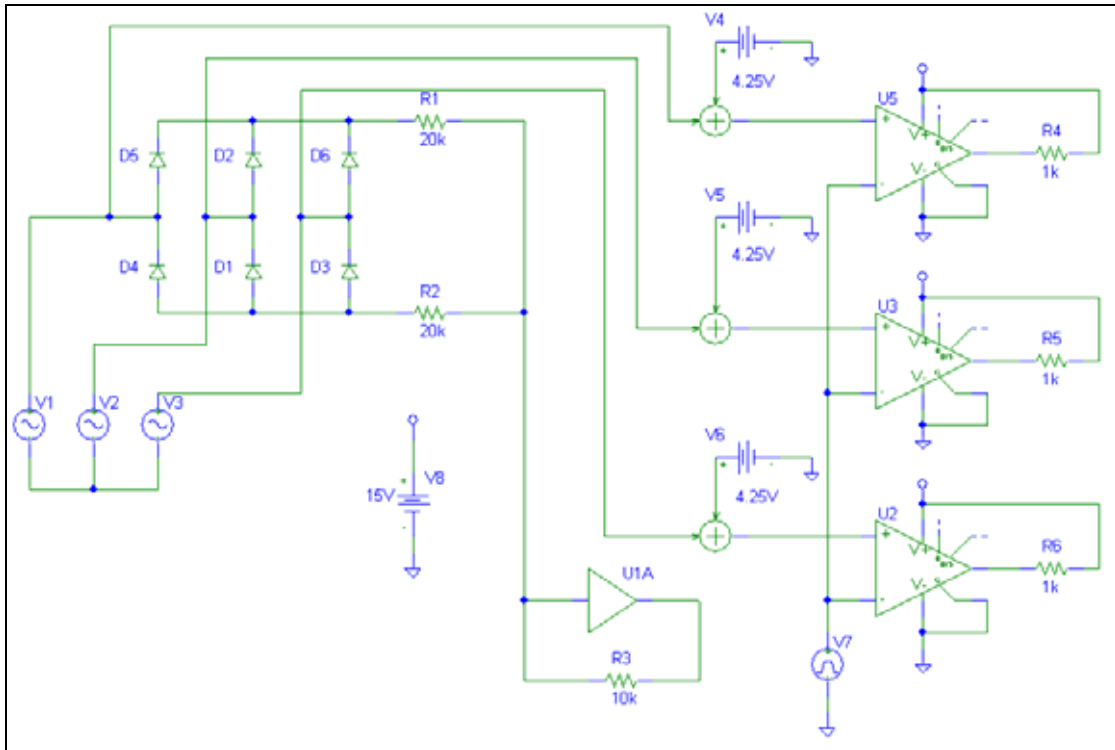 V4
4.25V
R1
20k
U5
V+
V-
R4
1k
D5
D2
D6
V5
4.25V
D4
D1
D3
R2
20k
U3
V+
V-
R5
1k
V1
V2
V3
V6
4.25V
15V
V8
U2
V+
V-
R6
1k
U1A
R3
10k
V7